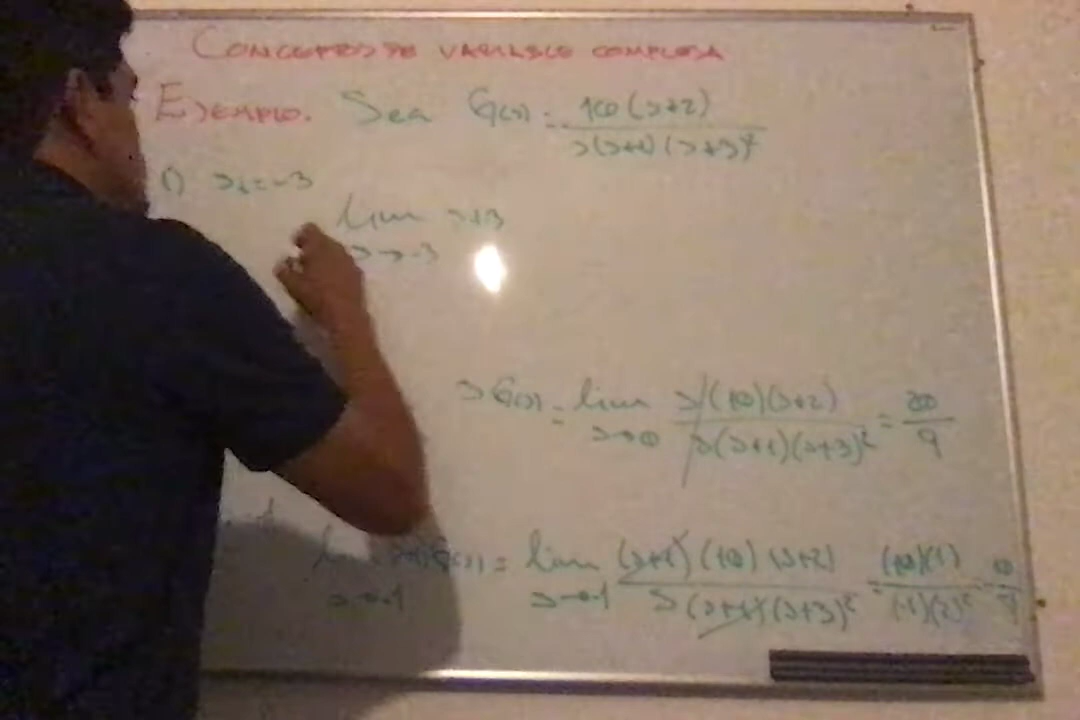 CONCEPTOS DE VARIABLE COMPLEJA
EJEMPLO. Sea G(s) = 10(s+2) / s(s+1)(s+3)²
1) s₁=-3
lim s+3
s→-3
sG(s) = lim s→0 s(10)(s+2) / s(s+1)(s+3)² = 20/9
lim s→-1 G(s) = lim s→-1 (s+1)(10)(s+2) / s(s+1)(s+3)² = (10)(1) / (-1)(2)² =